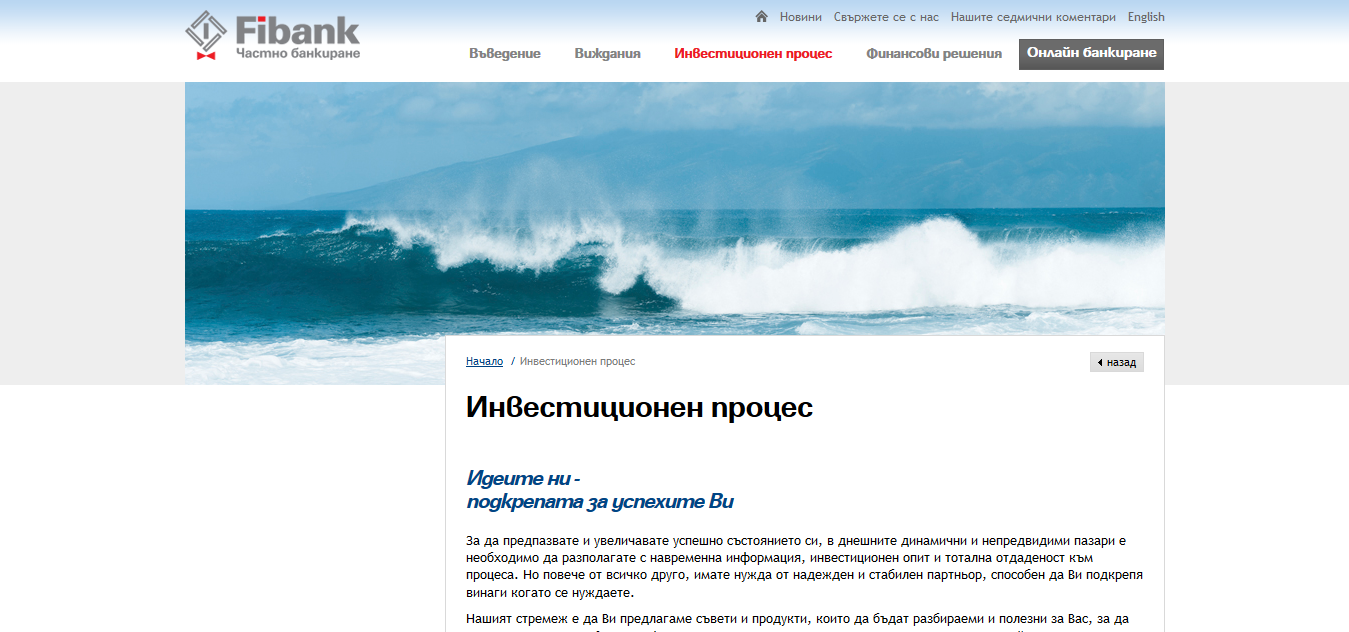 Fibank
Частно банкиране
Новини Свържете се с нас Нашите седмични коментари English
Въведение Виждания Инвестиционен процес Финансови решения Онлайн банкиране
Начало / Инвестиционен процес
назад
Инвестиционен процес
Идеите ни -
подкрепата за успехите Ви
За да предпазвате и увеличавате успешно състоянието си, в днешните динамични и непредвидими пазари е
необходимо да разполагате с навременна информация, инвестиционен опит и тотална отдаденост към
процеса. Но повече от всичко друго, имате нужда от надежден и стабилен партньор, способен да Ви подкрепя
винаги когато се нуждаете.
Нашият стремеж е да Ви предлагаме съвети и продукти, които да бъдат разбираеми и полезни за Вас, за да